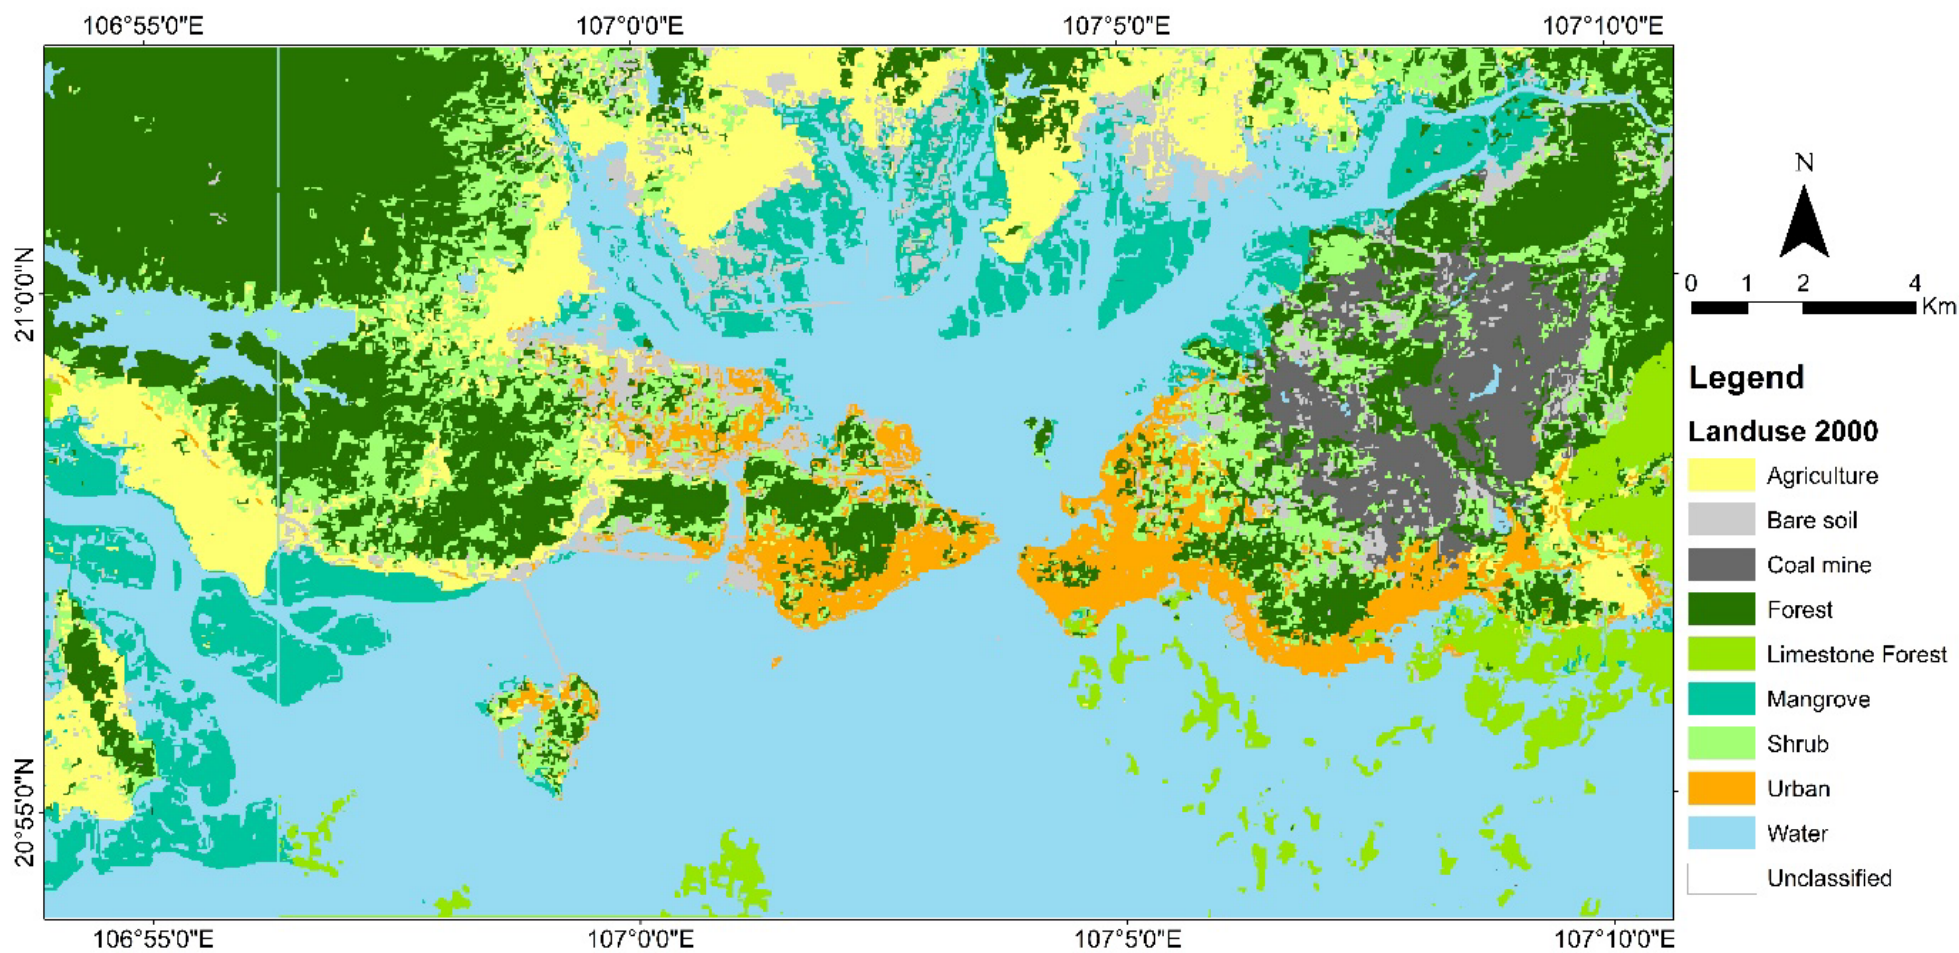 106°55'0"E 107°0'0"E 107°5'0"E 107°10'0"E
21°0'0"N
20°55'0"N
106°55'0"E 107°0'0"E 107°5'0"E 107°10'0"E
N
0 1 2 4
Km
Legend
Landuse 2000
Agriculture
Bare soil
Coal mine
Forest
Limestone Forest
Mangrove
Shrub
Urban
Water
Unclassified